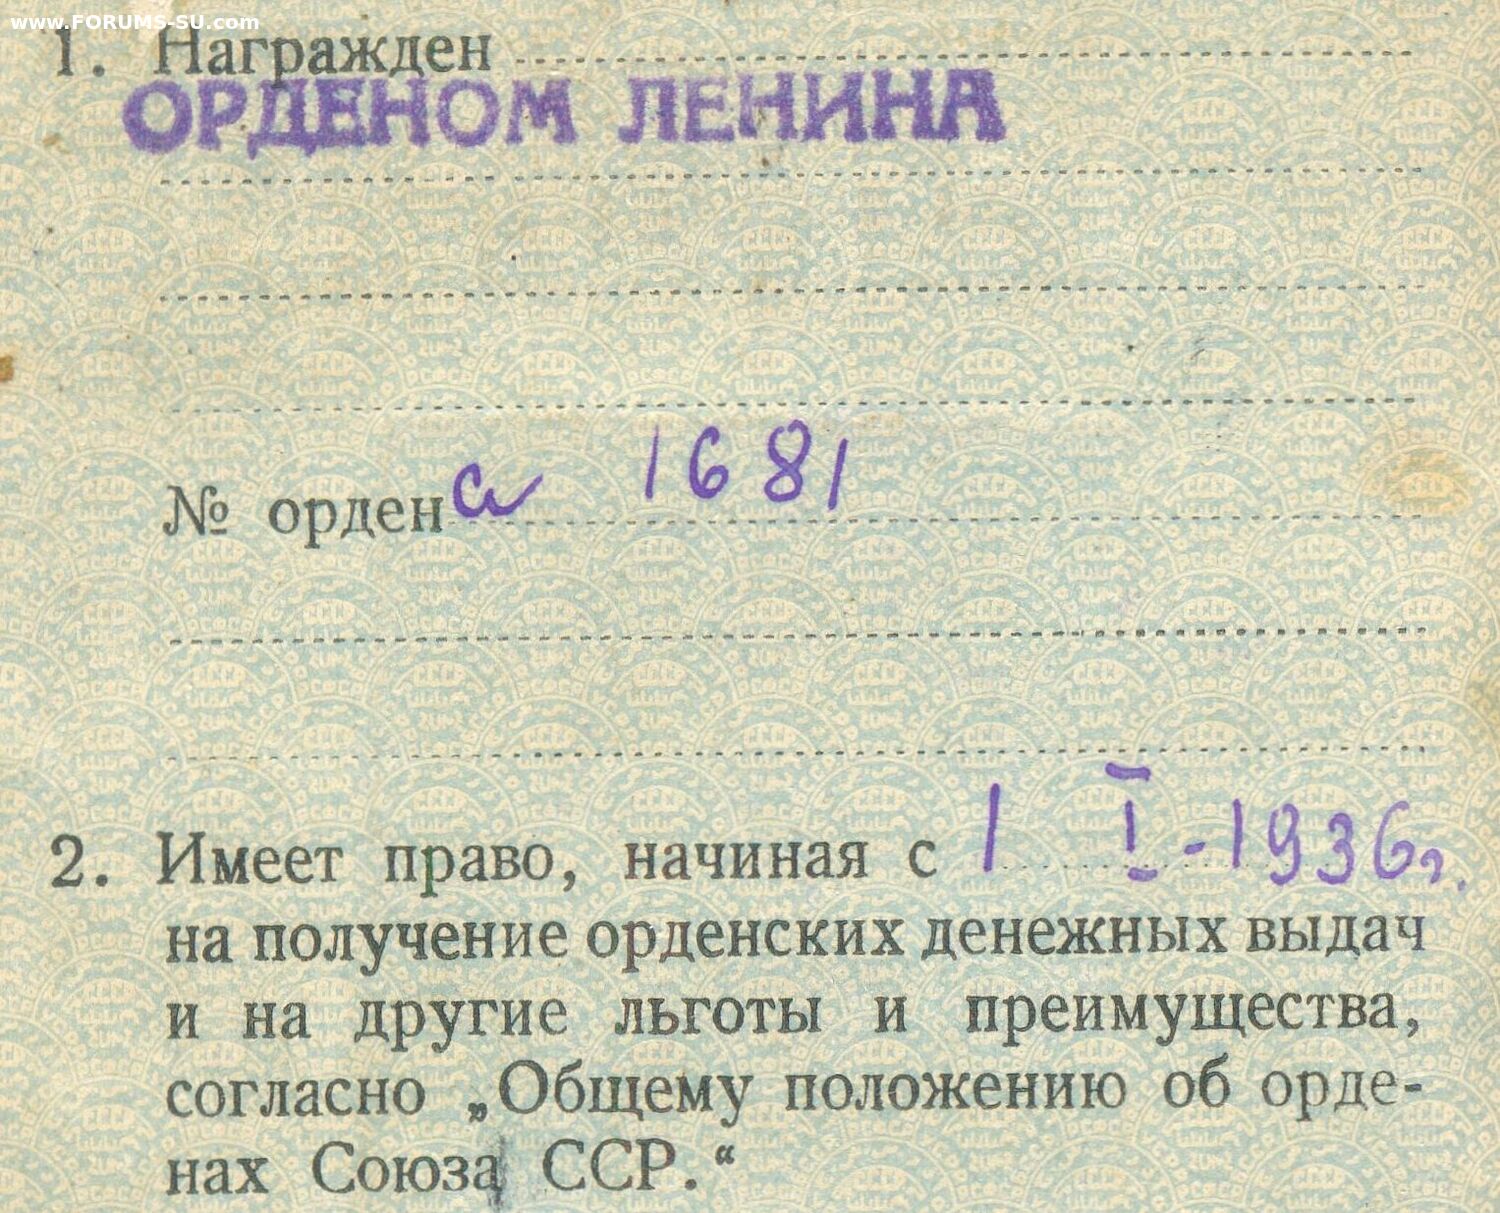 www.FORUMS-SU.com
1. Награжден
ОРДЕНОМ ЛЕНИНА
№ ордена 1681
2. Имеет право, начиная с 1 I-1936г.
на получение орденских денежных выдач
и на другие льготы и преимущества,
согласно „Общему положению об орде-
нах Союза ССР.“